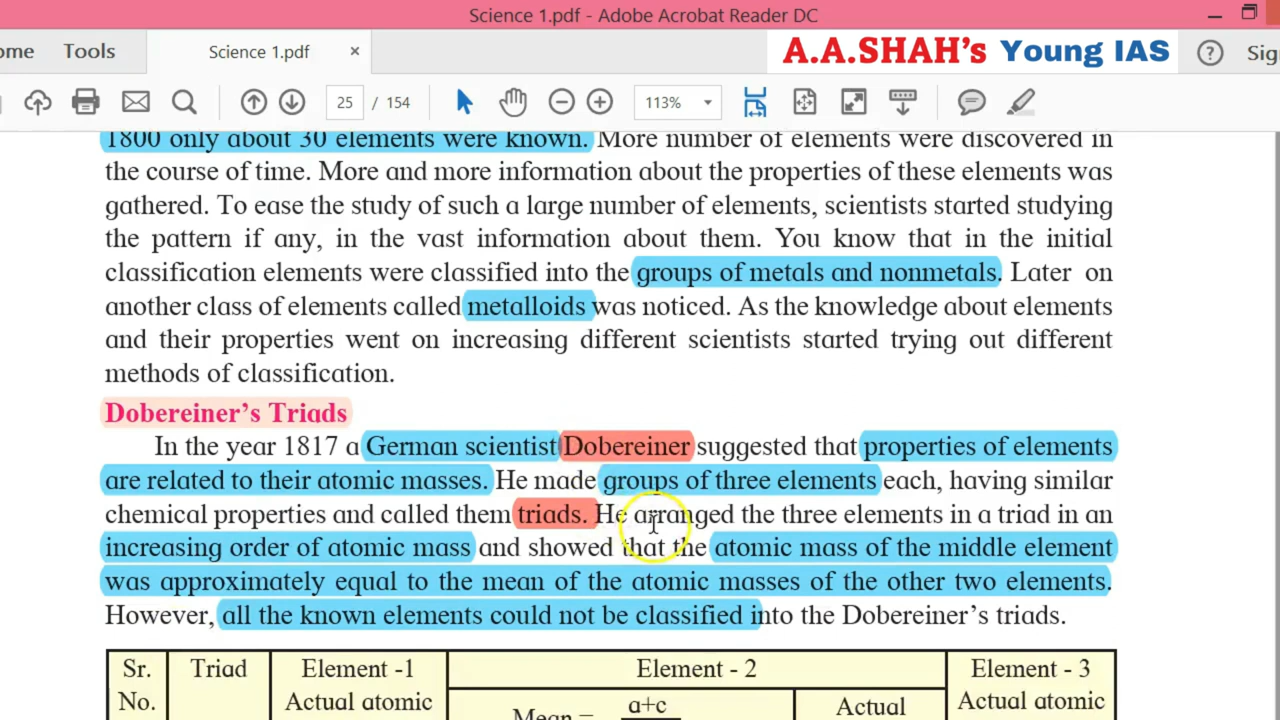 Science 1.pdf - Adobe Acrobat Reader DC
ome Tools Science 1.pdf × A.A.SHAH's Young IAS ? Sig
25 / 154 113%
1800 only about 30 elements were known. More number of elements were discovered in
the course of time. More and more information about the properties of these elements was
gathered. To ease the study of such a large number of elements, scientists started studying
the pattern if any, in the vast information about them. You know that in the initial
classification elements were classified into the groups of metals and nonmetals. Later on
another class of elements called metalloids was noticed. As the knowledge about elements
and their properties went on increasing different scientists started trying out different
methods of classification.
Dobereiner's Triads
In the year 1817 a German scientist Dobereiner suggested that properties of elements
are related to their atomic masses. He made groups of three elements each, having similar
chemical properties and called them triads. He arranged the three elements in a triad in an
increasing order of atomic mass and showed that the atomic mass of the middle element
was approximately equal to the mean of the atomic masses of the other two elements.
However, all the known elements could not be classified into the Dobereiner's triads.
Sr. Triad Element -1 Element - 2 Element - 3
No. Actual atomic Mean = a+c Actual Actual atomic